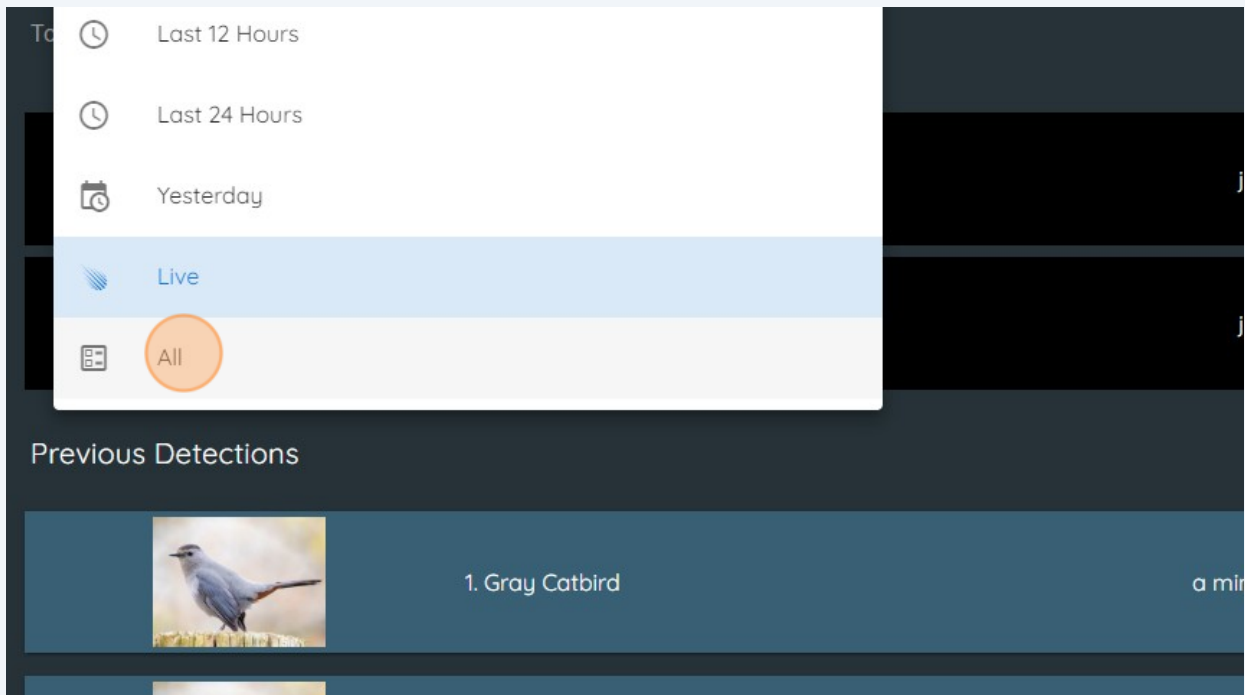 Last 12 Hours
Last 24 Hours
Yesterday
Live
All
Previous Detections
1. Gray Catbird
a